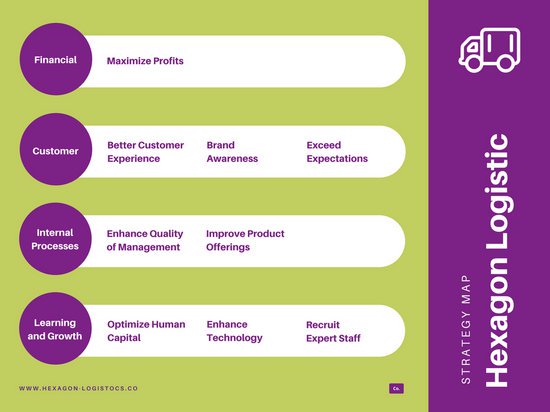 Financial
Maximize Profits
Customer
Better Customer
Experience
Brand
Awareness
Exceed
Expectations
Internal
Processes
Enhance Quality
of Management
Improve Product
Offerings
Learning
and Growth
Optimize Human
Capital
Enhance
Technology
Recruit
Expert Staff
WWW.HEXAGON-LOGISTOCS.CO
Co.
STRATEGY MAP
Hexagon Logistic